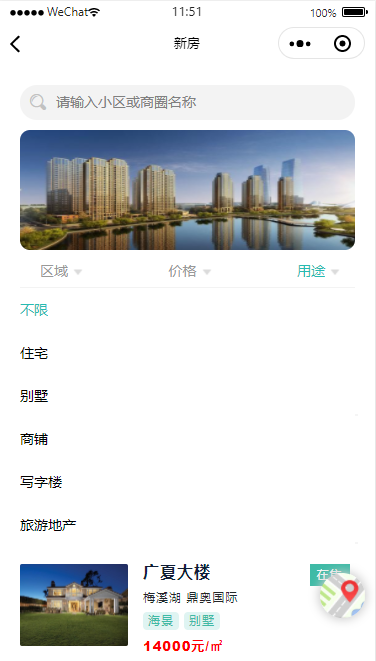 WeChat 11:51 100%
新房
请输入小区或商圈名称
区域 价格 用途
不限
住宅
别墅
商铺
写字楼
旅游地产
广夏大楼
梅溪湖 鼎奥国际
海景 别墅
14000元/㎡